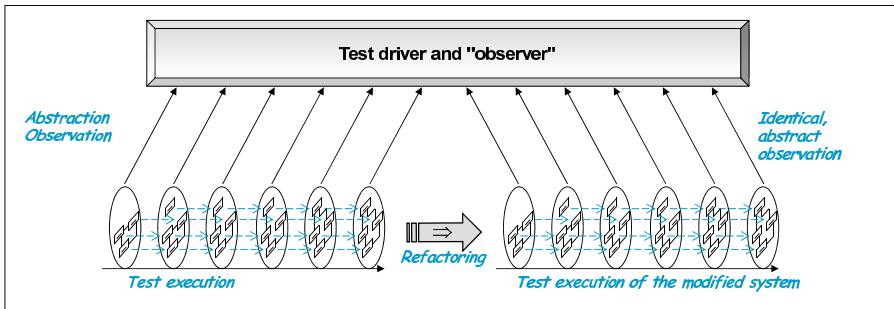 Test driver and "observer"
Abstraction
Observation
Identical,
abstract
observation
Refactoring
Test execution
Test execution of the modified system